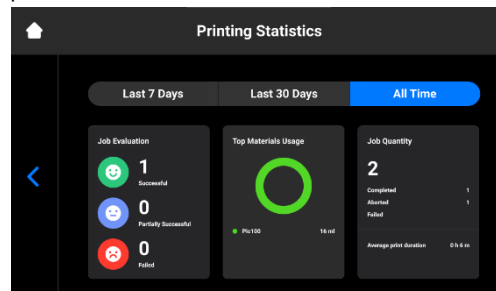 Printing Statistics
Last 7 Days
Last 30 Days
All Time
Job Evaluation
1
Successful
0
Partially Successful
0
Failed
Top Materials Usage
Plc100 16 ml
Job Quantity
2
Completed 1
Aborted 1
Failed
Average print duration 0 h 6 m